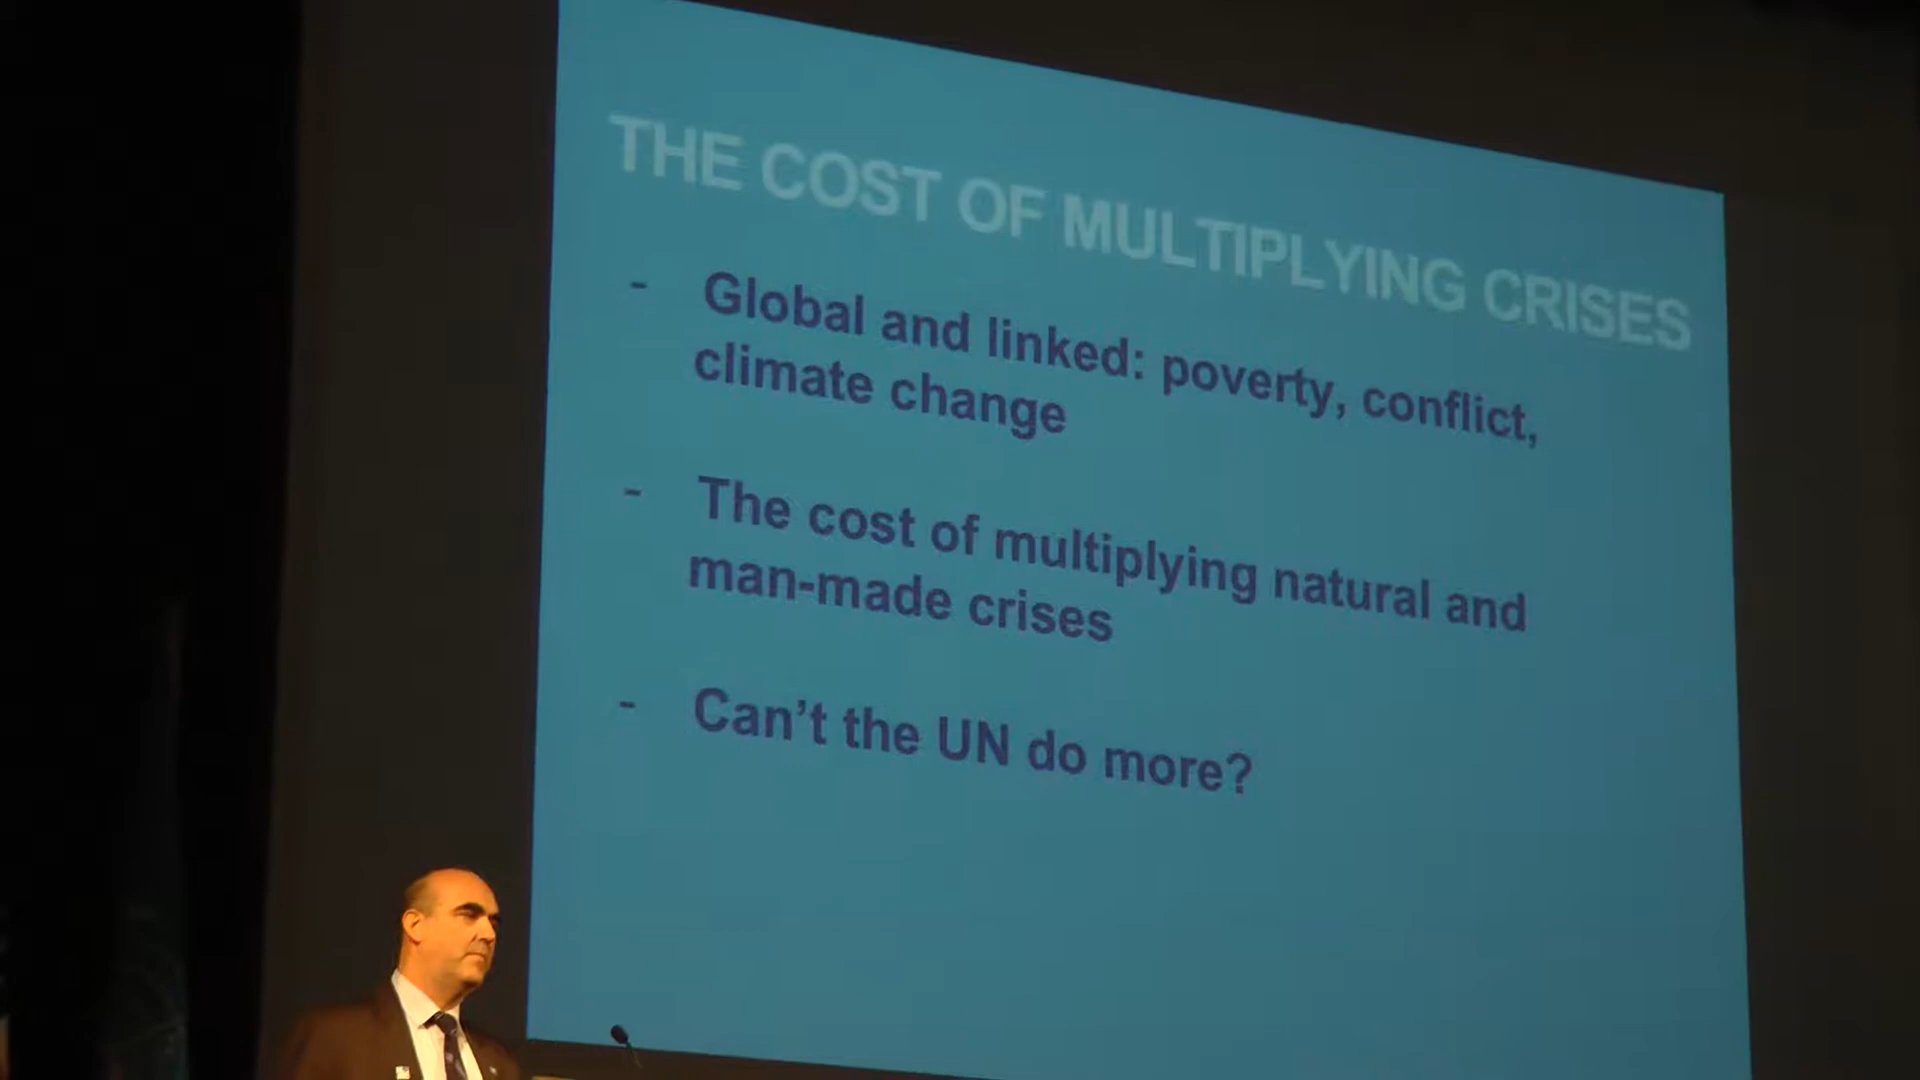 THE COST OF MULTIPLYING CRISES
- Global and linked: poverty, conflict,
climate change
- The cost of multiplying natural and
man-made crises
- Can’t the UN do more?